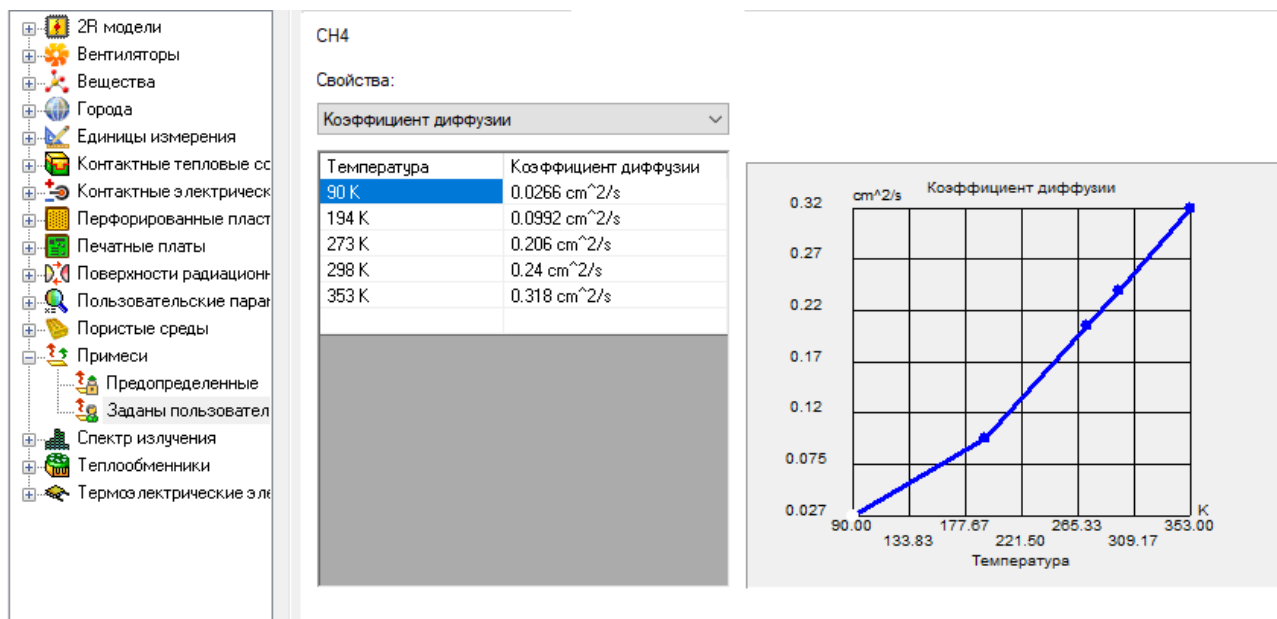 2R модели
Вентиляторы
Вещества
Города
Единицы измерения
Контактные тепловые сс
Контактные электрическ
Перфорированные пласт
Печатные платы
Поверхности радиационн
Пользовательские парам
Пористые среды
Примеси
Предопределенные
Заданы пользовател
Спектр излучения
Теплообменники
Термоэлектрические эле
CH4
Свойства:
Коэффициент диффузии
Температура Коэффициент диффузии
90 K 0.0266 cm^2/s
194 K 0.0992 cm^2/s
273 K 0.206 cm^2/s
298 K 0.24 cm^2/s
353 K 0.318 cm^2/s
cm^2/s Коэффициент диффузии
0.32
0.27
0.22
0.17
0.12
0.075
0.027
K
90.00 177.67 265.33 353.00
133.83 221.50 309.17
Температура